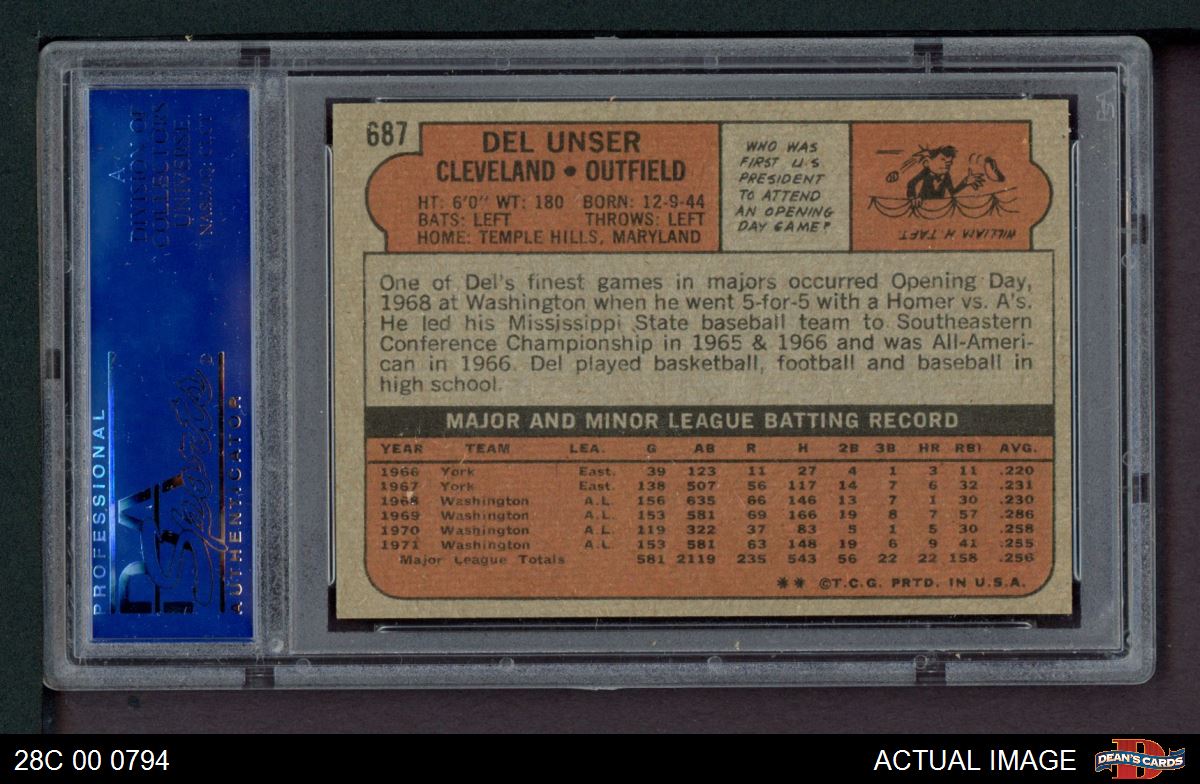 A
DIVISION OF
COLLECTORS
UNIVERSE
NASDAQ: CLCT
PROFESSIONAL
PSA
Sports
AUTHENTICATOR
687
DEL UNSER
CLEVELAND • OUTFIELD
HT: 6'0" WT: 180 BORN: 12-9-44
BATS: LEFT THROWS: LEFT
HOME: TEMPLE HILLS, MARYLAND
WHO WAS
FIRST U.S.
PRESIDENT
TO ATTEND
AN OPENING
DAY GAME?
WILLIAM H. TAFT
One of Del's finest games in majors occurred Opening Day,
1968 at Washington when he went 5-for-5 with a Homer vs. A's.
He led his Mississippi State baseball team to Southeastern
Conference Championship in 1965 & 1966 and was All-Ameri-
can in 1966. Del played basketball, football and baseball in
high school.
MAJOR AND MINOR LEAGUE BATTING RECORD
YEAR TEAM LEA. G AB R H 2B 3B HR RBI AVG.
1966 York East. 39 123 11 27 4 1 3 11 .220
1967 York East. 138 507 56 117 14 7 6 32 .231
1968 Washington A.L. 156 635 66 146 13 7 1 30 .230
1969 Washington A.L. 153 581 69 166 19 8 7 57 .286
1970 Washington A.L. 119 322 37 83 5 1 5 30 .258
1971 Washington A.L. 153 581 63 148 19 6 9 41 .255
Major League Totals 581 2119 235 543 56 22 22 158 .256
** ©T.C.G. PRTD. IN U.S.A.
28C 00 0794
ACTUAL IMAGE
D
DEAN'S CARDS